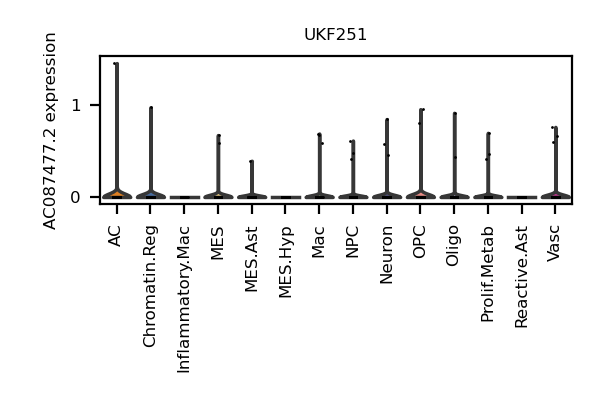 UKF251
AC087477.2 expression
1
0
AC
Chromatin.Reg
Inflammatory.Mac
MES
MES.Ast
MES.Hyp
Mac
NPC
Neuron
OPC
Oligo
Prolif.Metab
Reactive.Ast
Vasc